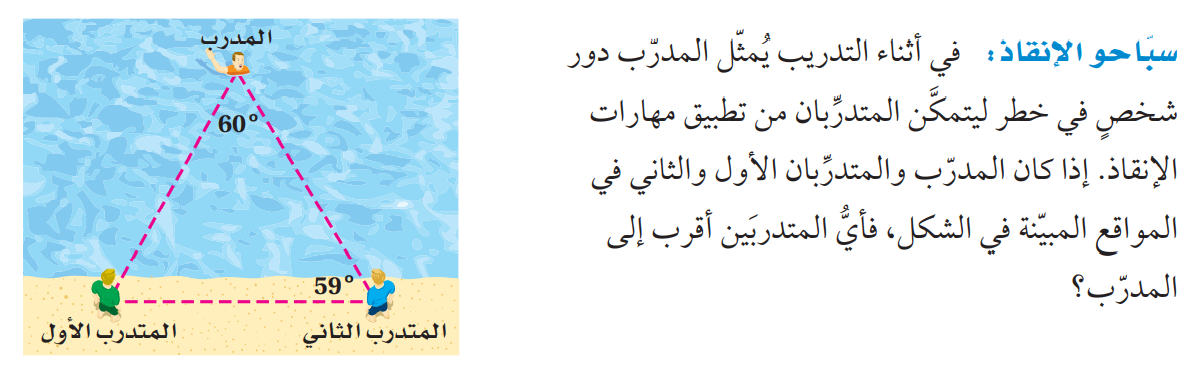 سبّاحو الإنقاذ: في أثناء التدريب يُمثّل المدرّب دور
شخصٍ في خطر ليتمكَّن المتدرِّبان من تطبيق مهارات
الإنقاذ. إذا كان المدرّب والمتدرِّبان الأول والثاني في
المواقع المبيّنة في الشكل، فأيُّ المتدربَين أقرب إلى
المدرّب؟
المدرب
60°
59°
المتدرب الثاني
المتدرب الأول